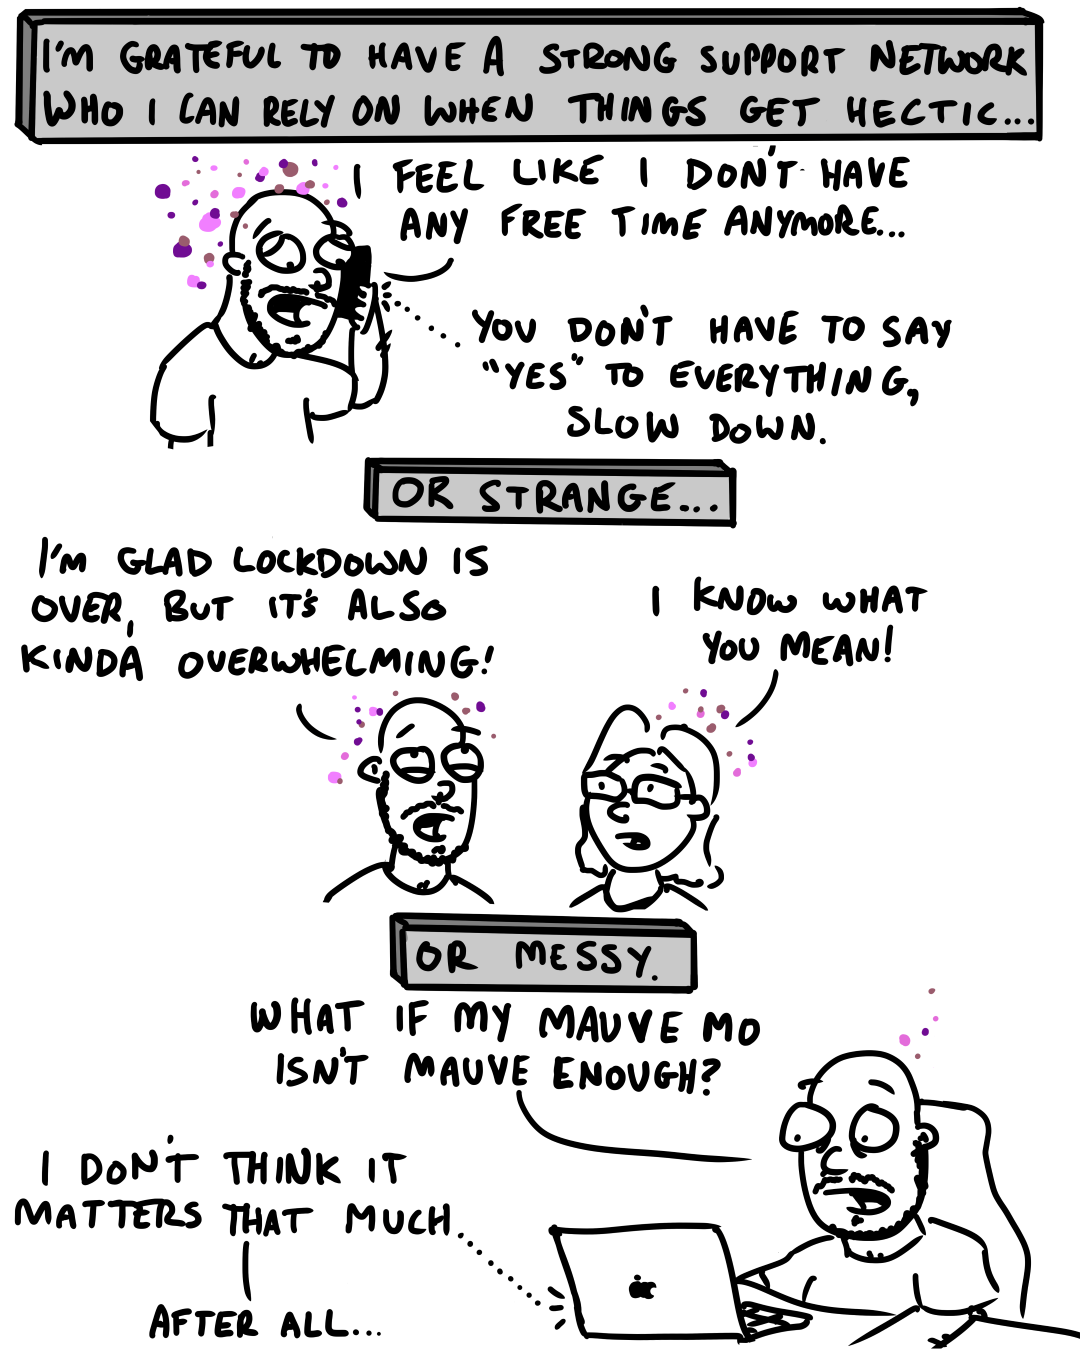 I'M GRATEFUL TO HAVE A STRONG SUPPORT NETWORK
WHO I CAN RELY ON WHEN THINGS GET HECTIC...
I FEEL LIKE I DON'T HAVE
ANY FREE TIME ANYMORE...
YOU DON'T HAVE TO SAY
"YES" TO EVERYTHING,
SLOW DOWN.
OR STRANGE...
I'M GLAD LOCKDOWN IS
OVER, BUT IT'S ALSO
KINDA OVERWHELMING!
I KNOW WHAT
YOU MEAN!
OR MESSY.
WHAT IF MY MAUVE MO
ISN'T MAUVE ENOUGH?
I DON'T THINK IT
MATTERS THAT MUCH
AFTER ALL...